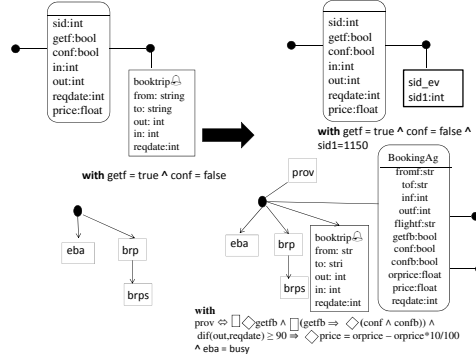 sid:int
getf:bool
conf:bool
in:int
out:int
reqdate:int
price:float
booktrip
from: string
to: string
out: int
in: int
reqdate:int
with getf = true ^ conf = false
sid:int
getf:bool
conf:bool
in:int
out:int
reqdate:int
price:float
sid_ev
sid1:int
with getf = true ^ conf = false ^
sid1=1150
eba
brp
brps
prov
eba
brp
brps
booktrip
from: str
to: stri
out: int
in: int
reqdate:int
BookingAg
fromf:str
tof:str
inf:int
outf:int
flightf:str
getfb:bool
conf:bool
confb:bool
orprice:float
price:float
reqdate:int
with
prov ⇔ □ ◇getfb ∧ □(getfb ⇒ ◇(conf ∧ confb)) ∧
dif(out,reqdate) ≥ 90 ⇒ ◇price = orprice – orprice*10/100
^ eba = busy